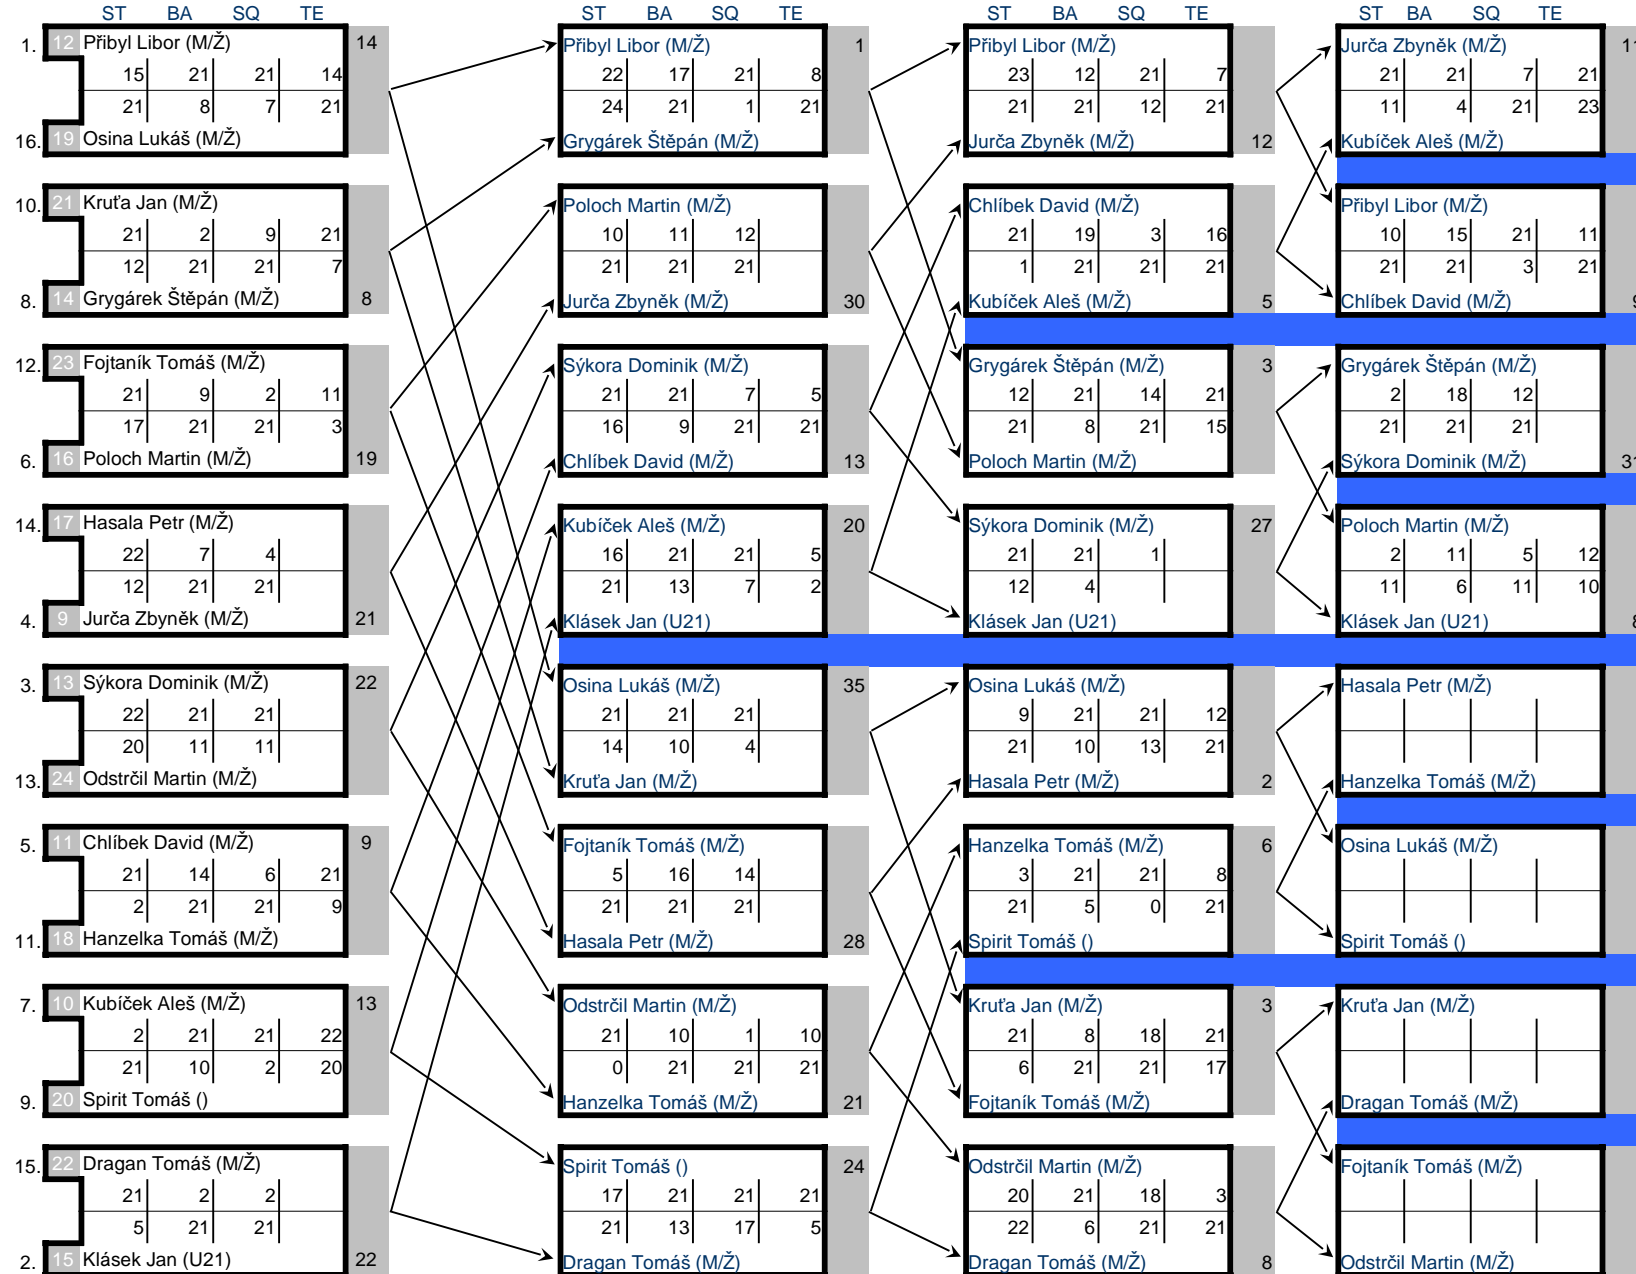 ST BA SQ TE ST BA SQ TE ST BA SQ TE ST BA SQ TE
1. 12 Přibyl Libor (M/Ž) 14
15 21 21 14
21 8 7 21
16. 19 Osina Lukáš (M/Ž)
10. 21 Kruťa Jan (M/Ž)
21 2 9 21
12 21 21 7
8. 14 Grygárek Štěpán (M/Ž) 8
12. 23 Fojtaník Tomáš (M/Ž)
21 9 2 11
17 21 21 3
6. 16 Poloch Martin (M/Ž) 19
14. 17 Hasala Petr (M/Ž)
22 7 4
12 21 21
4. 9 Jurča Zbyněk (M/Ž) 21
3. 13 Sýkora Dominik (M/Ž) 22
22 21 21
20 11 11
13. 24 Odstrčil Martin (M/Ž)
5. 11 Chlíbek David (M/Ž) 9
21 14 6 21
2 21 21 9
11. 18 Hanzelka Tomáš (M/Ž)
7. 10 Kubíček Aleš (M/Ž) 13
2 21 21 22
21 10 2 20
9. 20 Spirit Tomáš ()
15. 22 Dragan Tomáš (M/Ž)
21 2 2
5 21 21
2. 15 Klásek Jan (U21) 22
Přibyl Libor (M/Ž) 1
22 17 21 8
24 21 1 21
Grygárek Štěpán (M/Ž)
Poloch Martin (M/Ž)
10 11 12
21 21 21
Jurča Zbyněk (M/Ž) 30
Sýkora Dominik (M/Ž)
21 21 7 5
16 9 21 21
Chlíbek David (M/Ž) 13
Kubíček Aleš (M/Ž) 20
16 21 21 5
21 13 7 2
Klásek Jan (U21)
Osina Lukáš (M/Ž) 35
21 21 21
14 10 4
Kruťa Jan (M/Ž)
Fojtaník Tomáš (M/Ž)
5 16 14
21 21 21
Hasala Petr (M/Ž) 28
Odstrčil Martin (M/Ž)
21 10 1 10
0 21 21 21
Hanzelka Tomáš (M/Ž) 21
Spirit Tomáš () 24
17 21 21 21
21 13 17 5
Dragan Tomáš (M/Ž)
Přibyl Libor (M/Ž)
23 12 21 7
21 21 12 21
Jurča Zbyněk (M/Ž) 12
Chlíbek David (M/Ž)
21 19 3 16
1 21 21 21
Kubíček Aleš (M/Ž) 5
Grygárek Štěpán (M/Ž) 3
12 21 14 21
21 8 21 15
Poloch Martin (M/Ž)
Sýkora Dominik (M/Ž) 27
21 21 1
12 4
Klásek Jan (U21)
Osina Lukáš (M/Ž)
9 21 21 12
21 10 13 21
Hasala Petr (M/Ž) 2
Hanzelka Tomáš (M/Ž) 6
3 21 21 8
21 5 0 21
Spirit Tomáš ()
Kruťa Jan (M/Ž) 3
21 8 18 21
6 21 21 17
Fojtaník Tomáš (M/Ž)
Odstrčil Martin (M/Ž)
20 21 18 3
22 6 21 21
Dragan Tomáš (M/Ž) 8
Jurča Zbyněk (M/Ž) 11
21 21 7 21
11 4 21 23
Kubíček Aleš (M/Ž)
Přibyl Libor (M/Ž)
10 15 21 11
21 21 3 21
Chlíbek David (M/Ž) 9
Grygárek Štěpán (M/Ž)
2 18 12
21 21 21
Sýkora Dominik (M/Ž) 31
Poloch Martin (M/Ž)
2 11 5 12
11 6 11 10
Klásek Jan (U21) 8
Hasala Petr (M/Ž)
Hanzelka Tomáš (M/Ž)
Osina Lukáš (M/Ž)
Spirit Tomáš ()
Kruťa Jan (M/Ž)
Dragan Tomáš (M/Ž)
Fojtaník Tomáš (M/Ž)
Odstrčil Martin (M/Ž)